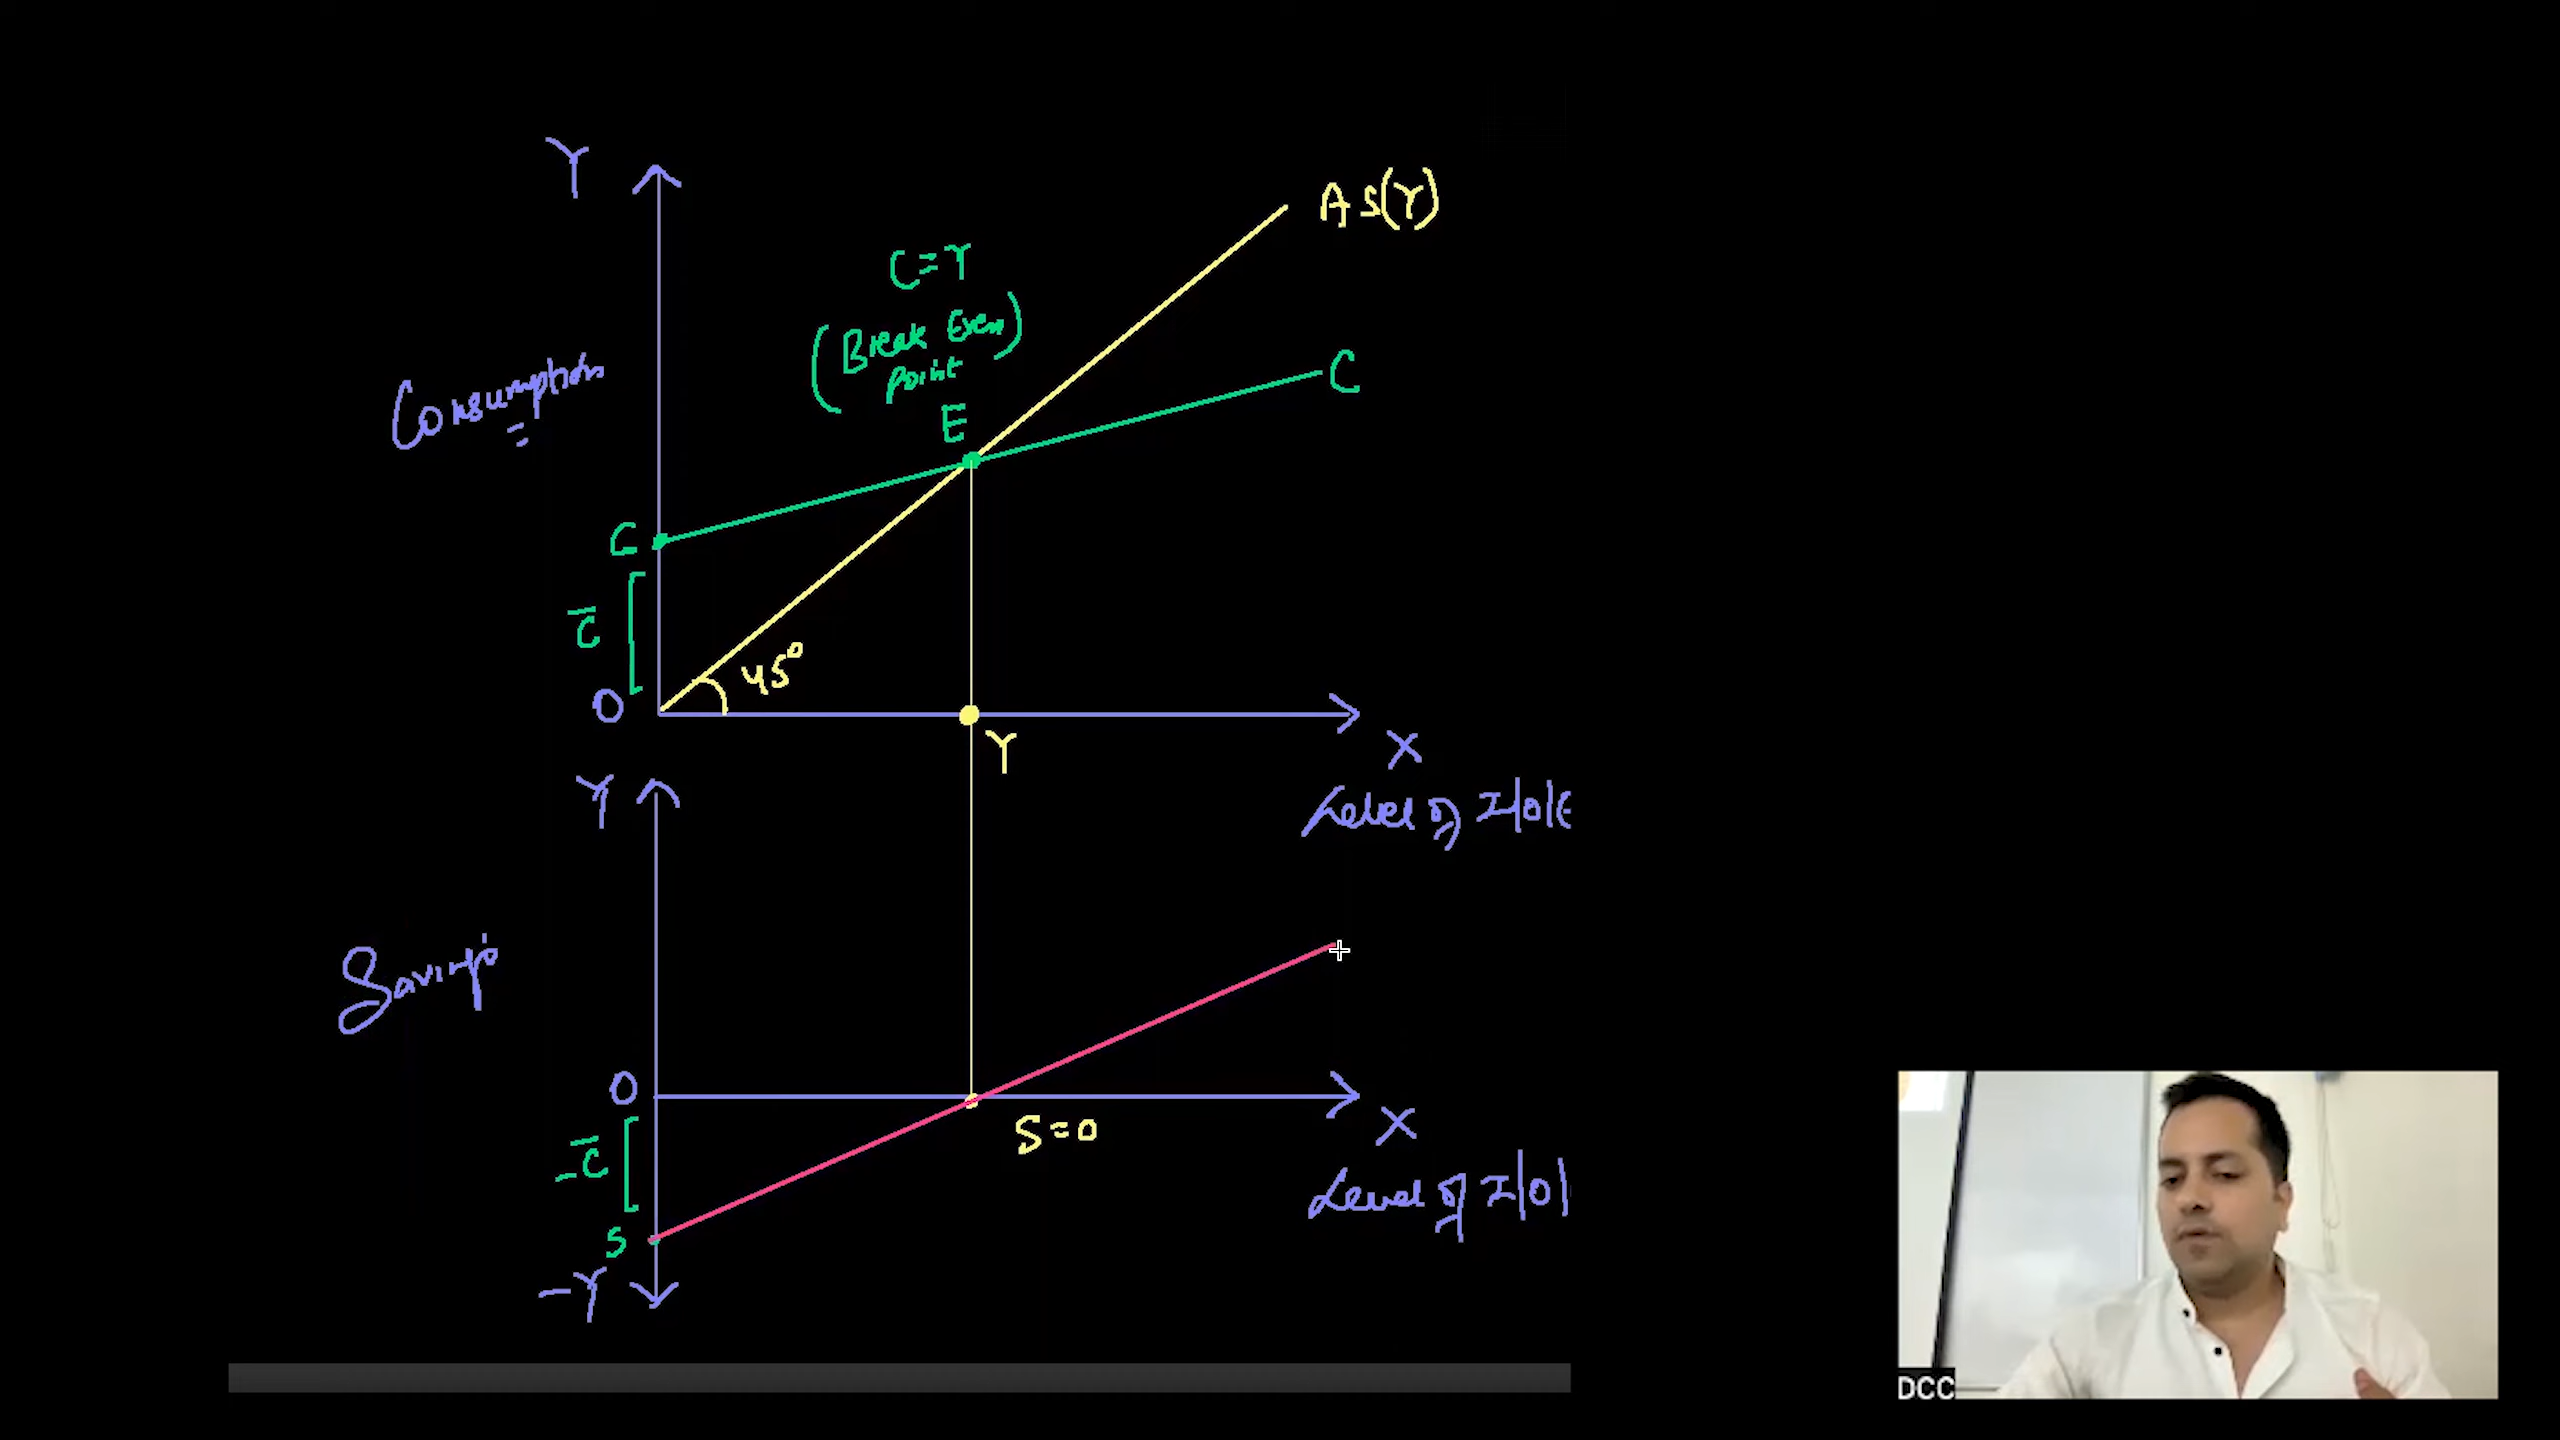 Y
AS(Y)
C=Y
(Break Even
point)
Consumption
E
C
C
C̄
45°
O
Y
X
Level of I|O|E
Y
Savings
O
S=0
X
-C̄
Level of I|O|
S
-Y
DCC